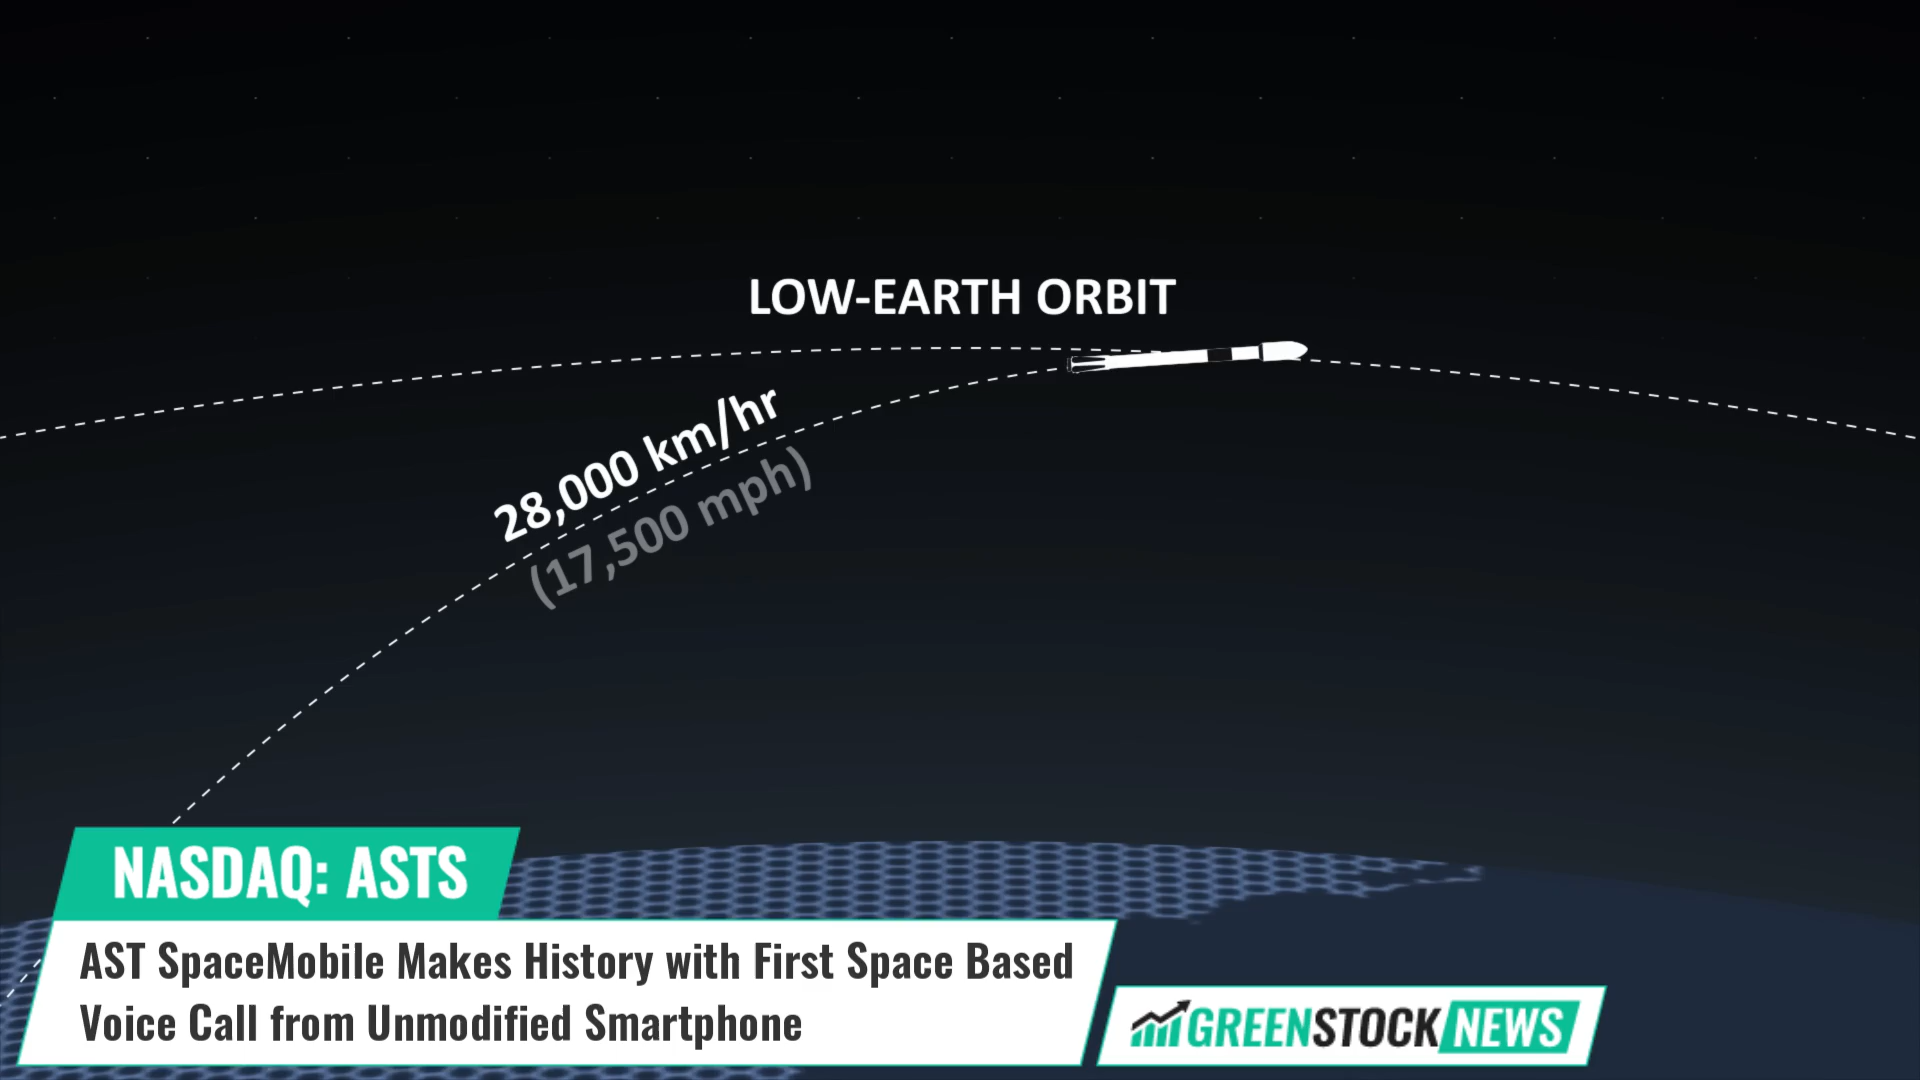 LOW-EARTH ORBIT
28,000 km/hr
(17,500 mph)
NASDAQ: ASTS
AST SpaceMobile Makes History with First Space Based
Voice Call from Unmodified Smartphone
GREENSTOCK NEWS